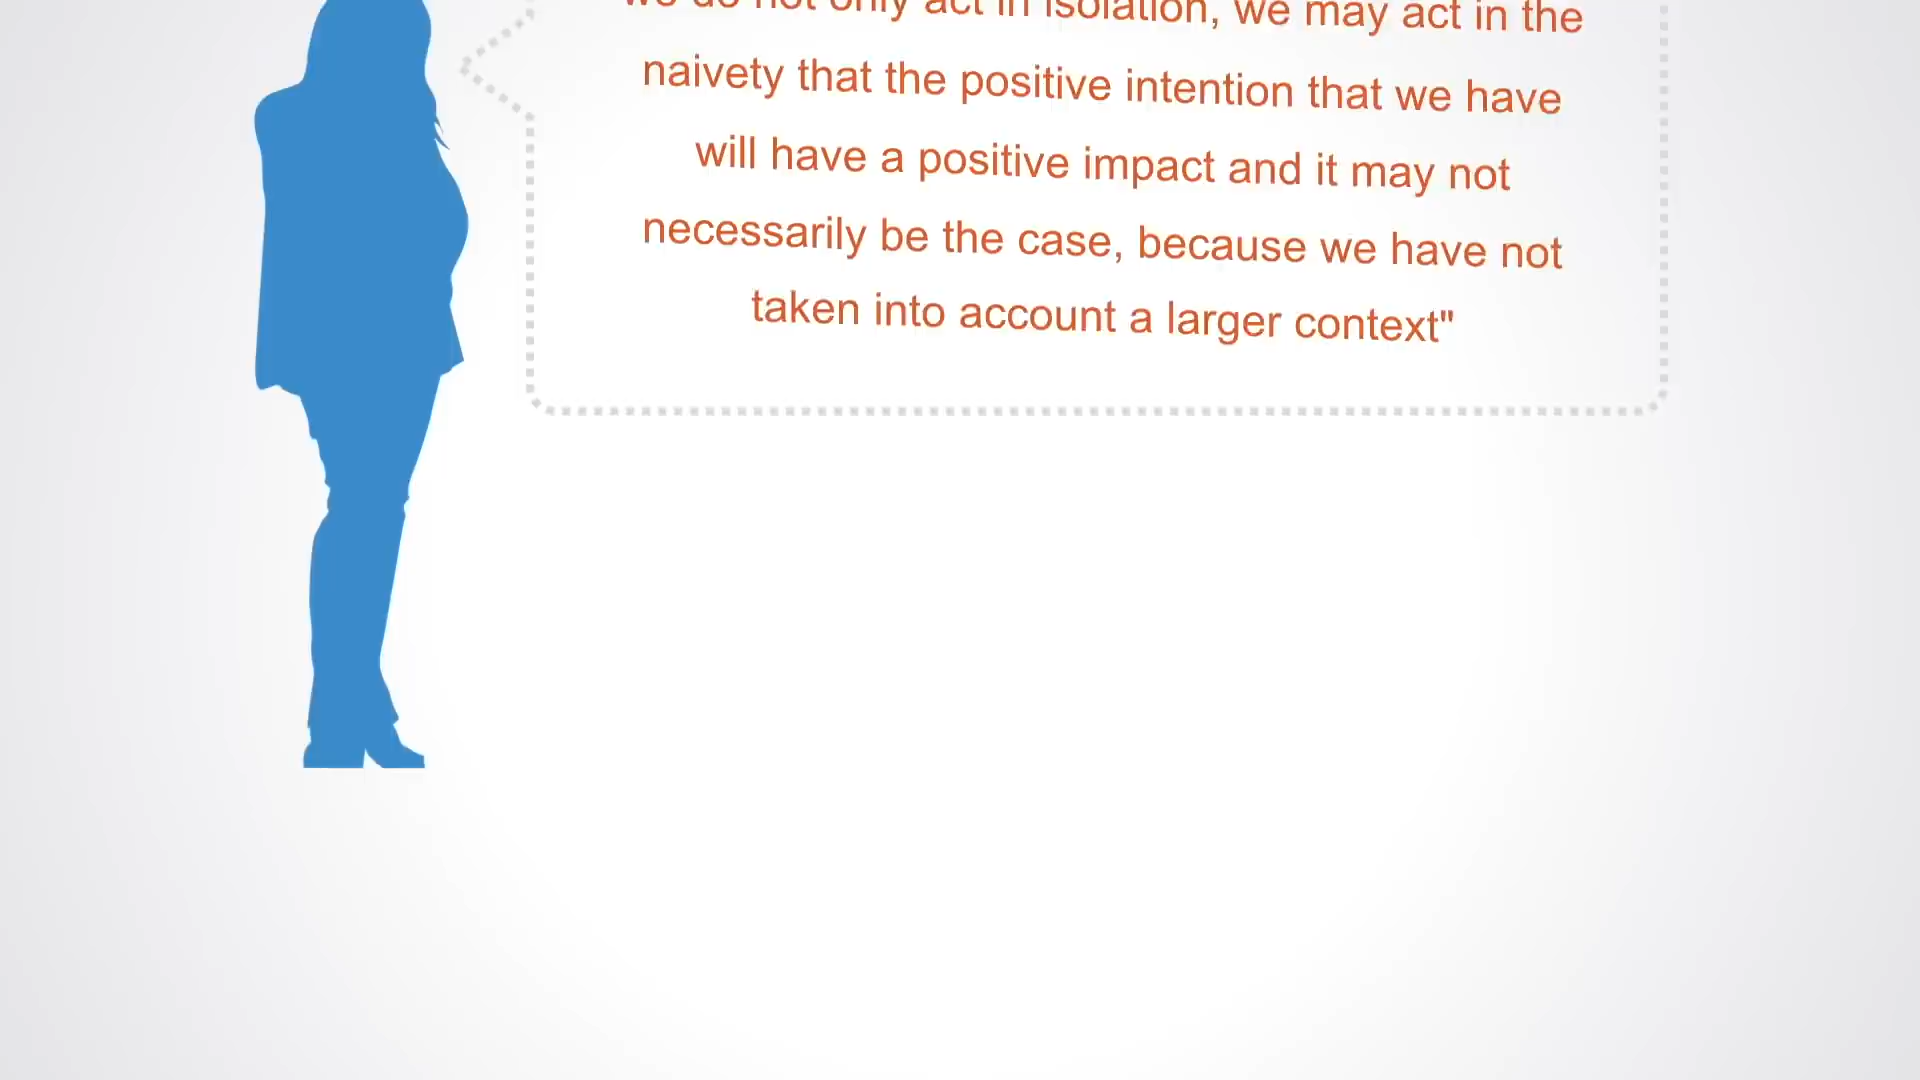 we do not only act in isolation, we may act in the
naivety that the positive intention that we have
will have a positive impact and it may not
necessarily be the case, because we have not
taken into account a larger context"